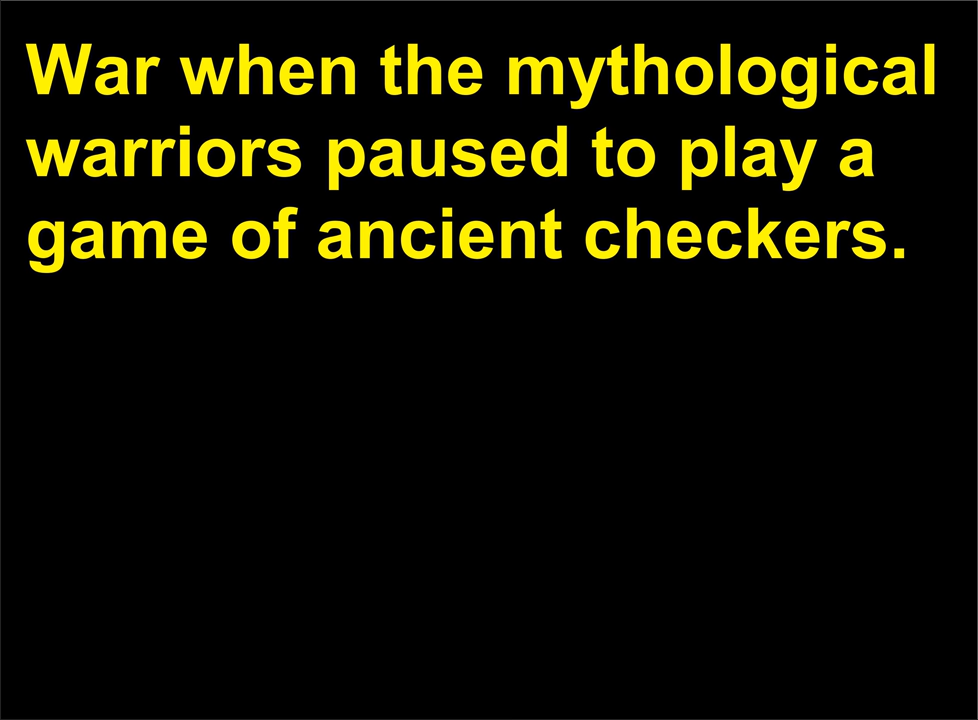 War when the mythological
warriors paused to play a
game of ancient checkers.